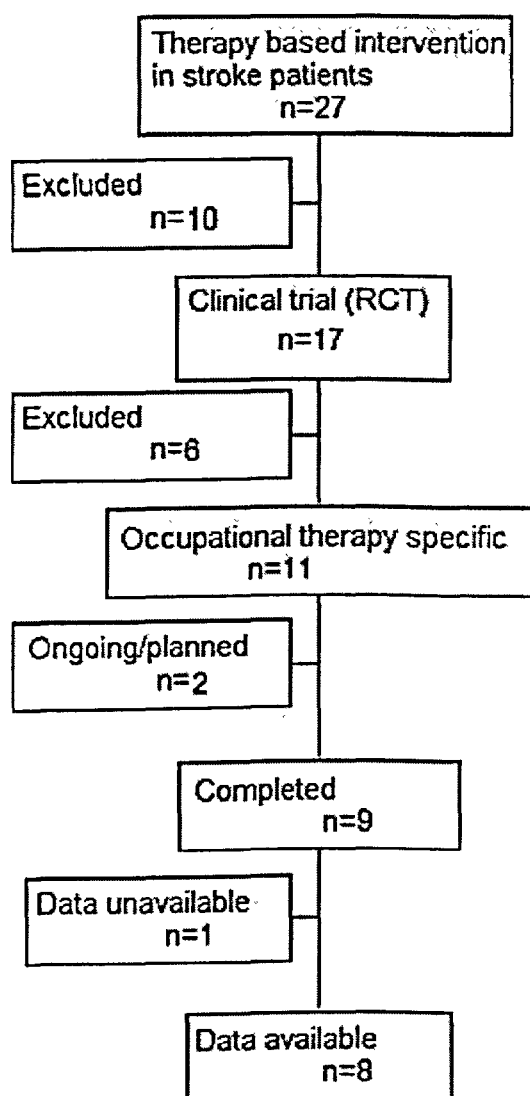 Therapy based intervention
in stroke patients
n=27
Excluded
n=10
Clinical trial (RCT)
n=17
Excluded
n=6
Occupational therapy specific
n=11
Ongoing/planned
n=2
Completed
n=9
Data unavailable
n=1
Data available
n=8